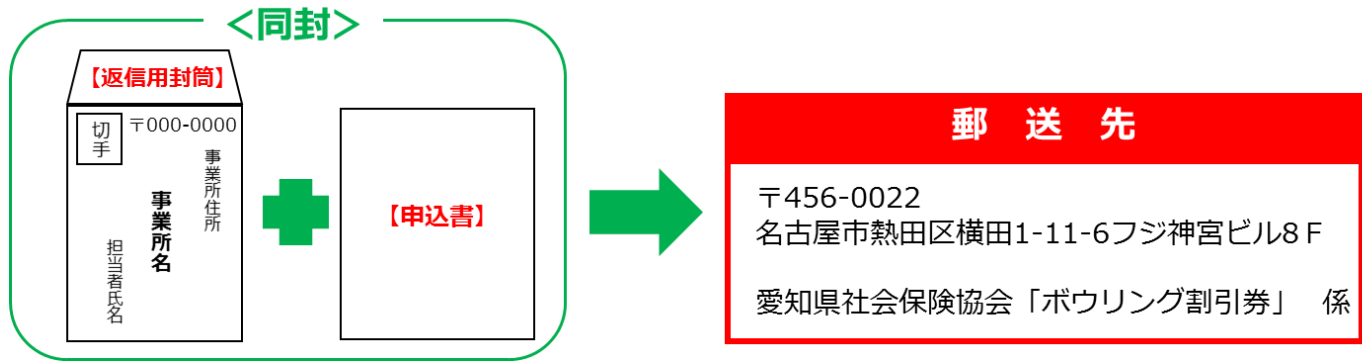 ＜同封＞
【返信用封筒】
切手
〒000-0000
事業所住所
事業所名
担当者氏名
【申込書】
郵 送 先
〒456-0022
名古屋市熱田区横田1-11-6フジ神宮ビル8Ｆ
愛知県社会保険協会「ボウリング割引券」　係